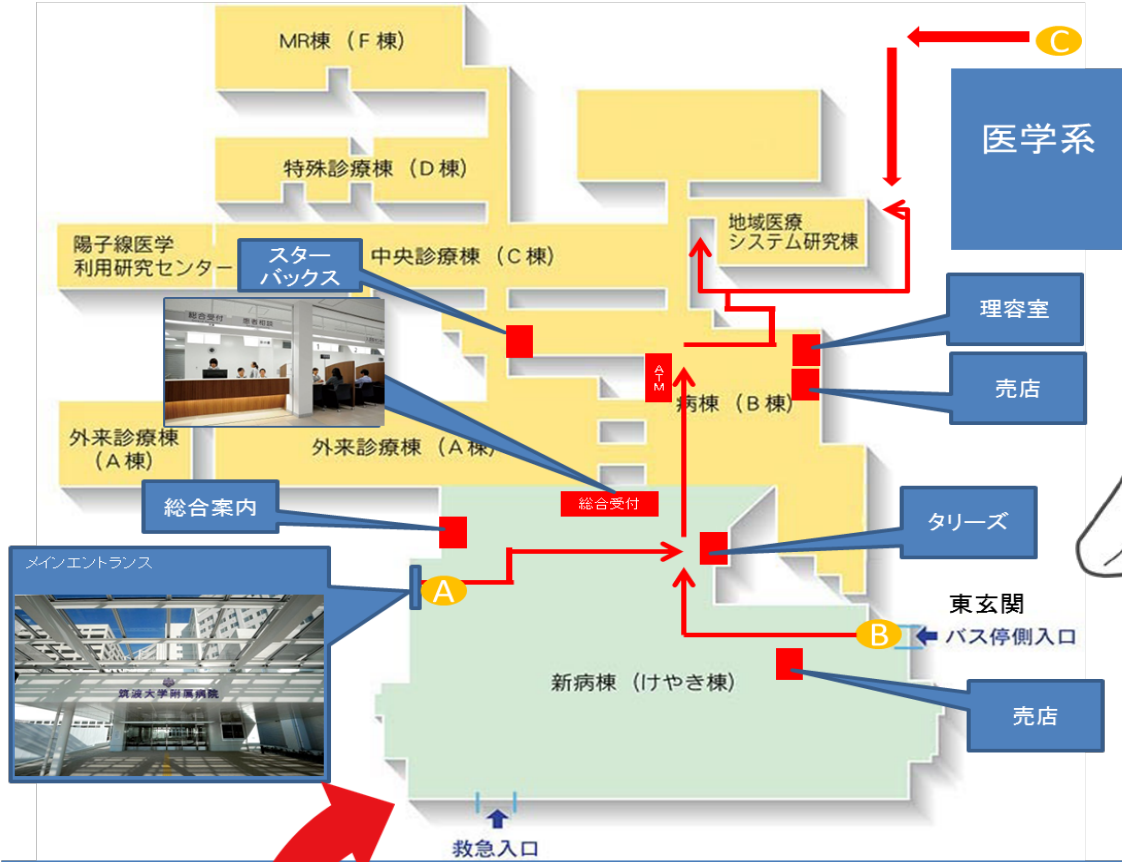 MR棟 (F棟)
C
医学系
特殊診療棟 (D棟)
地域医療
システム研究棟
陽子線医学
利用研究センター
スター
バックス
中央診療棟 (C棟)
総合受付
患者相談
理容室
ATM
売店
病棟 (B棟)
外来診療棟
(A棟)
外来診療棟 (A棟)
総合案内
総合受付
タリーズ
メインエントランス
A
東玄関
B
バス停側入口
筑波大学附属病院
新病棟 (けやき棟)
売店
救急入口